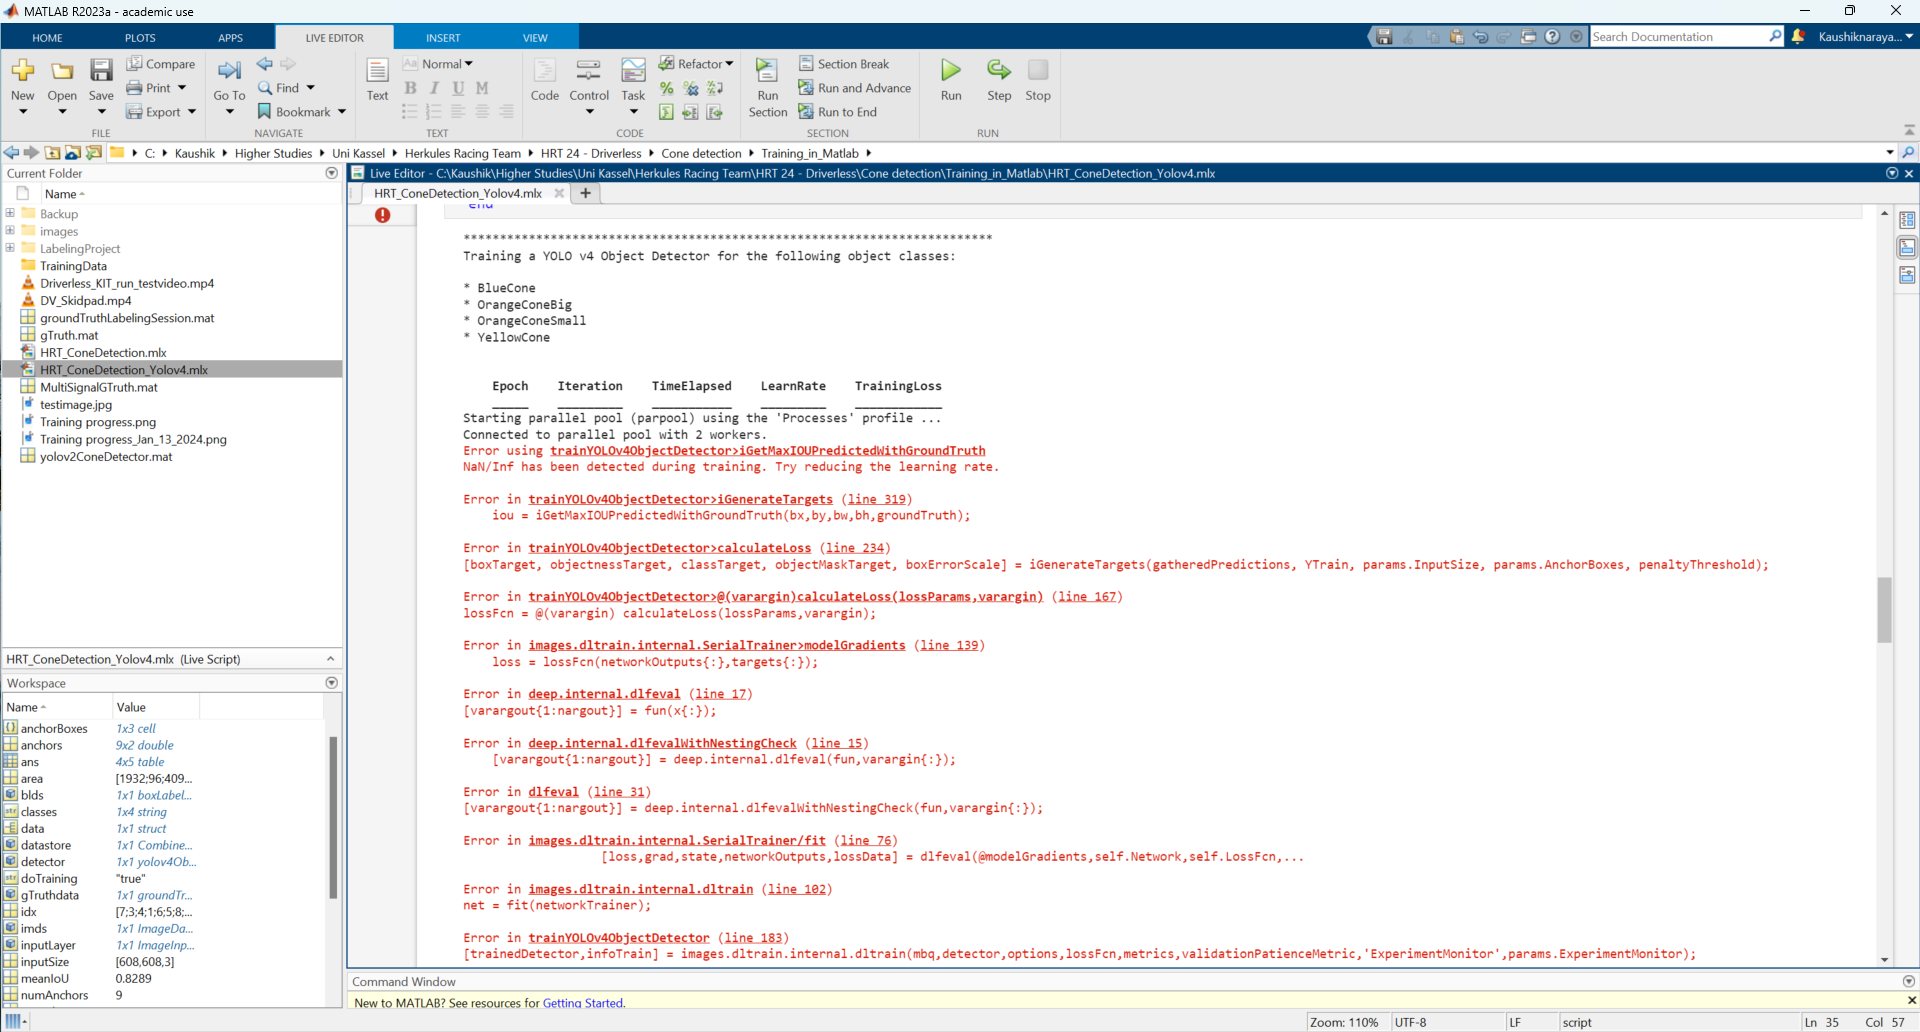 MATLAB R2023a - academic use
HOME PLOTS APPS LIVE EDITOR INSERT VIEW
Search Documentation
Kaushiknaraya...
New Open Save Compare Print Export
FILE
Go To Find Bookmark
NAVIGATE
Text Aa Normal B I U M
TEXT
Code Control Task Refactor
CODE
Run Section Section Break Run and Advance Run to End
SECTION
Run Step Stop
RUN
C: Kaushik Higher Studies Uni Kassel Herkules Racing Team HRT 24 - Driverless Cone detection Training_in_Matlab
Current Folder
Name
Backup
images
LabelingProject
TrainingData
Driverless_KIT_run_testvideo.mp4
DV_Skidpad.mp4
groundTruthLabelingSession.mat
gTruth.mat
HRT_ConeDetection.mlx
HRT_ConeDetection_Yolov4.mlx
MultiSignalGTruth.mat
testimage.jpg
Training progress.png
Training progress_Jan_13_2024.png
yolov2ConeDetector.mat
HRT_ConeDetection_Yolov4.mlx (Live Script)
Workspace
Name Value
anchorBoxes 1x3 cell
anchors 9x2 double
ans 4x5 table
area [1932;96;409...
blds 1x1 boxLabel...
classes 1x4 string
data 1x1 struct
datastore 1x1 Combine...
detector 1x1 yolov4Ob...
doTraining "true"
gTruthdata 1x1 groundTr...
idx [7;3;4;1;6;5;8;...
imds 1x1 ImageDa...
inputLayer 1x1 ImageInp...
inputSize [608,608,3]
meanIoU 0.8289
numAnchors 9
Live Editor - C:\Kaushik\Higher Studies\Uni Kassel\Herkules Racing Team\HRT 24 - Driverless\Cone detection\Training_in_Matlab\HRT_ConeDetection_Yolov4.mlx
HRT_ConeDetection_Yolov4.mlx
end
*************************************************************************
Training a YOLO v4 Object Detector for the following object classes:
* BlueCone
* OrangeConeBig
* OrangeConeSmall
* YellowCone
Epoch Iteration TimeElapsed LearnRate TrainingLoss
Starting parallel pool (parpool) using the 'Processes' profile ...
Connected to parallel pool with 2 workers.
Error using trainYOLOv4ObjectDetector>iGetMaxIOUPredictedWithGroundTruth
NaN/Inf has been detected during training. Try reducing the learning rate.
Error in trainYOLOv4ObjectDetector>iGenerateTargets (line 319)
iou = iGetMaxIOUPredictedWithGroundTruth(bx,by,bw,bh,groundTruth);
Error in trainYOLOv4ObjectDetector>calculateLoss (line 234)
[boxTarget, objectnessTarget, classTarget, objectMaskTarget, boxErrorScale] = iGenerateTargets(gatheredPredictions, YTrain, params.InputSize, params.AnchorBoxes, penaltyThreshold);
Error in trainYOLOv4ObjectDetector>@(varargin)calculateLoss(lossParams,varargin) (line 167)
lossFcn = @(varargin) calculateLoss(lossParams,varargin);
Error in images.dltrain.internal.SerialTrainer>modelGradients (line 139)
loss = lossFcn(networkOutputs{:},targets{:});
Error in deep.internal.dlfeval (line 17)
[varargout{1:nargout}] = fun(x{:});
Error in deep.internal.dlfevalWithNestingCheck (line 15)
[varargout{1:nargout}] = deep.internal.dlfeval(fun,varargin{:});
Error in dlfeval (line 31)
[varargout{1:nargout}] = deep.internal.dlfevalWithNestingCheck(fun,varargin{:});
Error in images.dltrain.internal.SerialTrainer/fit (line 76)
[loss,grad,state,networkOutputs,lossData] = dlfeval(@modelGradients,self.Network,self.LossFcn,...
Error in images.dltrain.internal.dltrain (line 102)
net = fit(networkTrainer);
Error in trainYOLOv4ObjectDetector (line 183)
[trainedDetector,infoTrain] = images.dltrain.internal.dltrain(mbq,detector,options,lossFcn,metrics,validationPatienceMetric,'ExperimentMonitor',params.ExperimentMonitor);
Command Window
New to MATLAB? See resources for Getting Started.
Zoom: 110% UTF-8 LF script Ln 35 Col 57